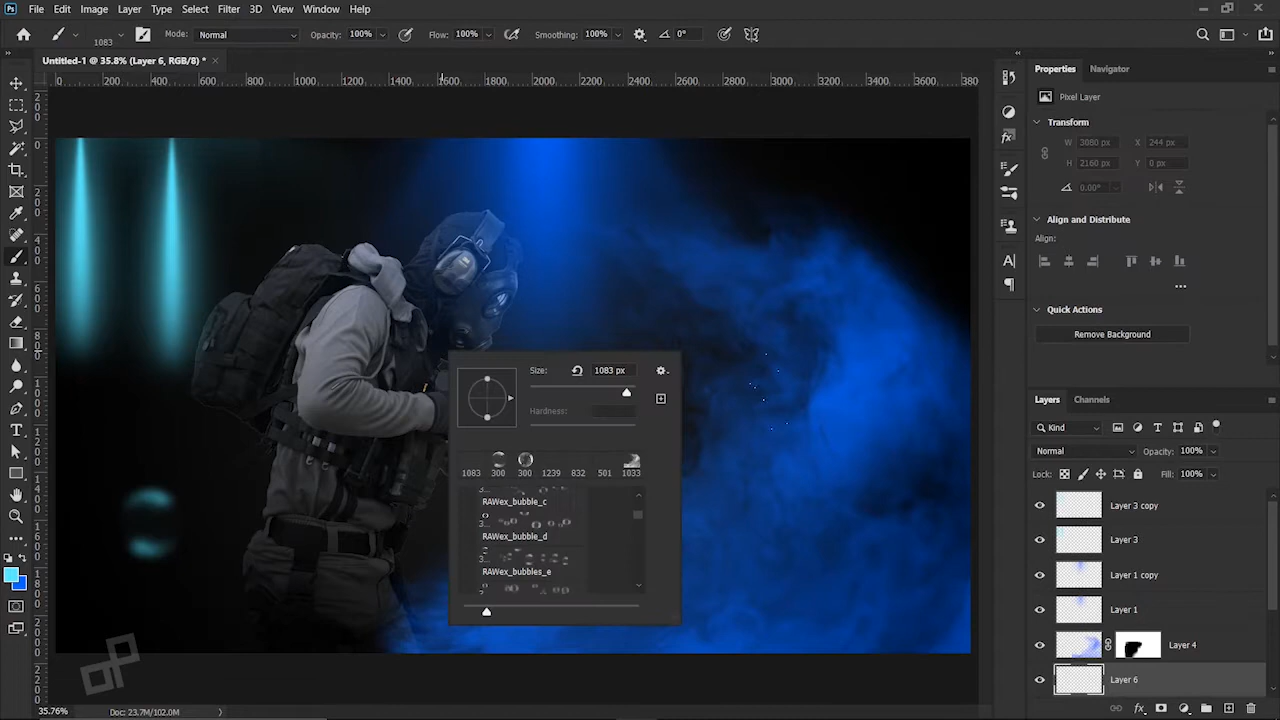 Ps File Edit Image Layer Type Select Filter 3D View Window Help
1083 Mode: Normal Opacity: 100% Flow: 100% Smoothing: 100% 0°
Untitled-1 @ 35.8% (Layer 6, RGB/8) *
Properties Navigator
0 200 400 600 800 1000 1200 1400 1600 1800 2000 2200 2400 2600 2800 3000 3200 3400 3600 380
Pixel Layer
Transform
W 3080 px X 244 px
H 2160 px Y 0 px
0.00°
Align and Distribute
Align:
Quick Actions
Remove Background
Size: 1083 px
Hardness:
1083 300 300 1239 832 501 1033
RAWex_bubble_c
RAWex_bubble_d
RAWex_bubbles_e
Layers Channels
Kind
Normal Opacity: 100%
Lock: Fill: 100%
Layer 3 copy
Layer 3
Layer 1 copy
Layer 1
Layer 4
Layer 6
35.76% Doc: 23.7M/102.0M